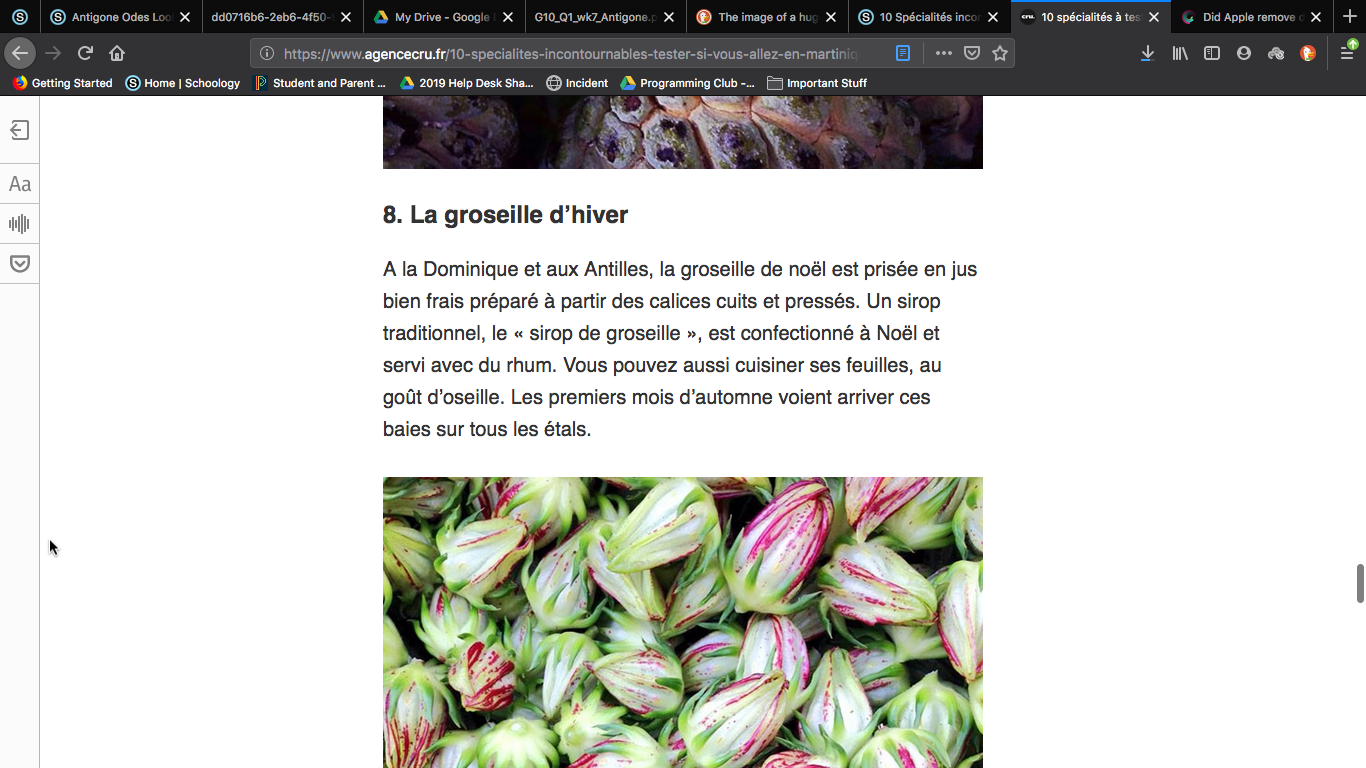 Antigone Odes Loo
dd0716b6-2eb6-4f50-
My Drive - Google
G10_Q1_wk7_Antigone.p
The image of a hug
10 Spécialités incon
cru. 10 spécialités à tes
Did Apple remove
https://www.agencecru.fr/10-specialites-incontournables-tester-si-vous-allez-en-martiniq
Getting Started
Home | Schoology
Student and Parent ...
2019 Help Desk Sha...
Incident
Programming Club -...
Important Stuff
Aa
8. La groseille d’hiver
A la Dominique et aux Antilles, la groseille de noël est prisée en jus
bien frais préparé à partir des calices cuits et pressés. Un sirop
traditionnel, le « sirop de groseille », est confectionné à Noël et
servi avec du rhum. Vous pouvez aussi cuisiner ses feuilles, au
goût d’oseille. Les premiers mois d’automne voient arriver ces
baies sur tous les étals.